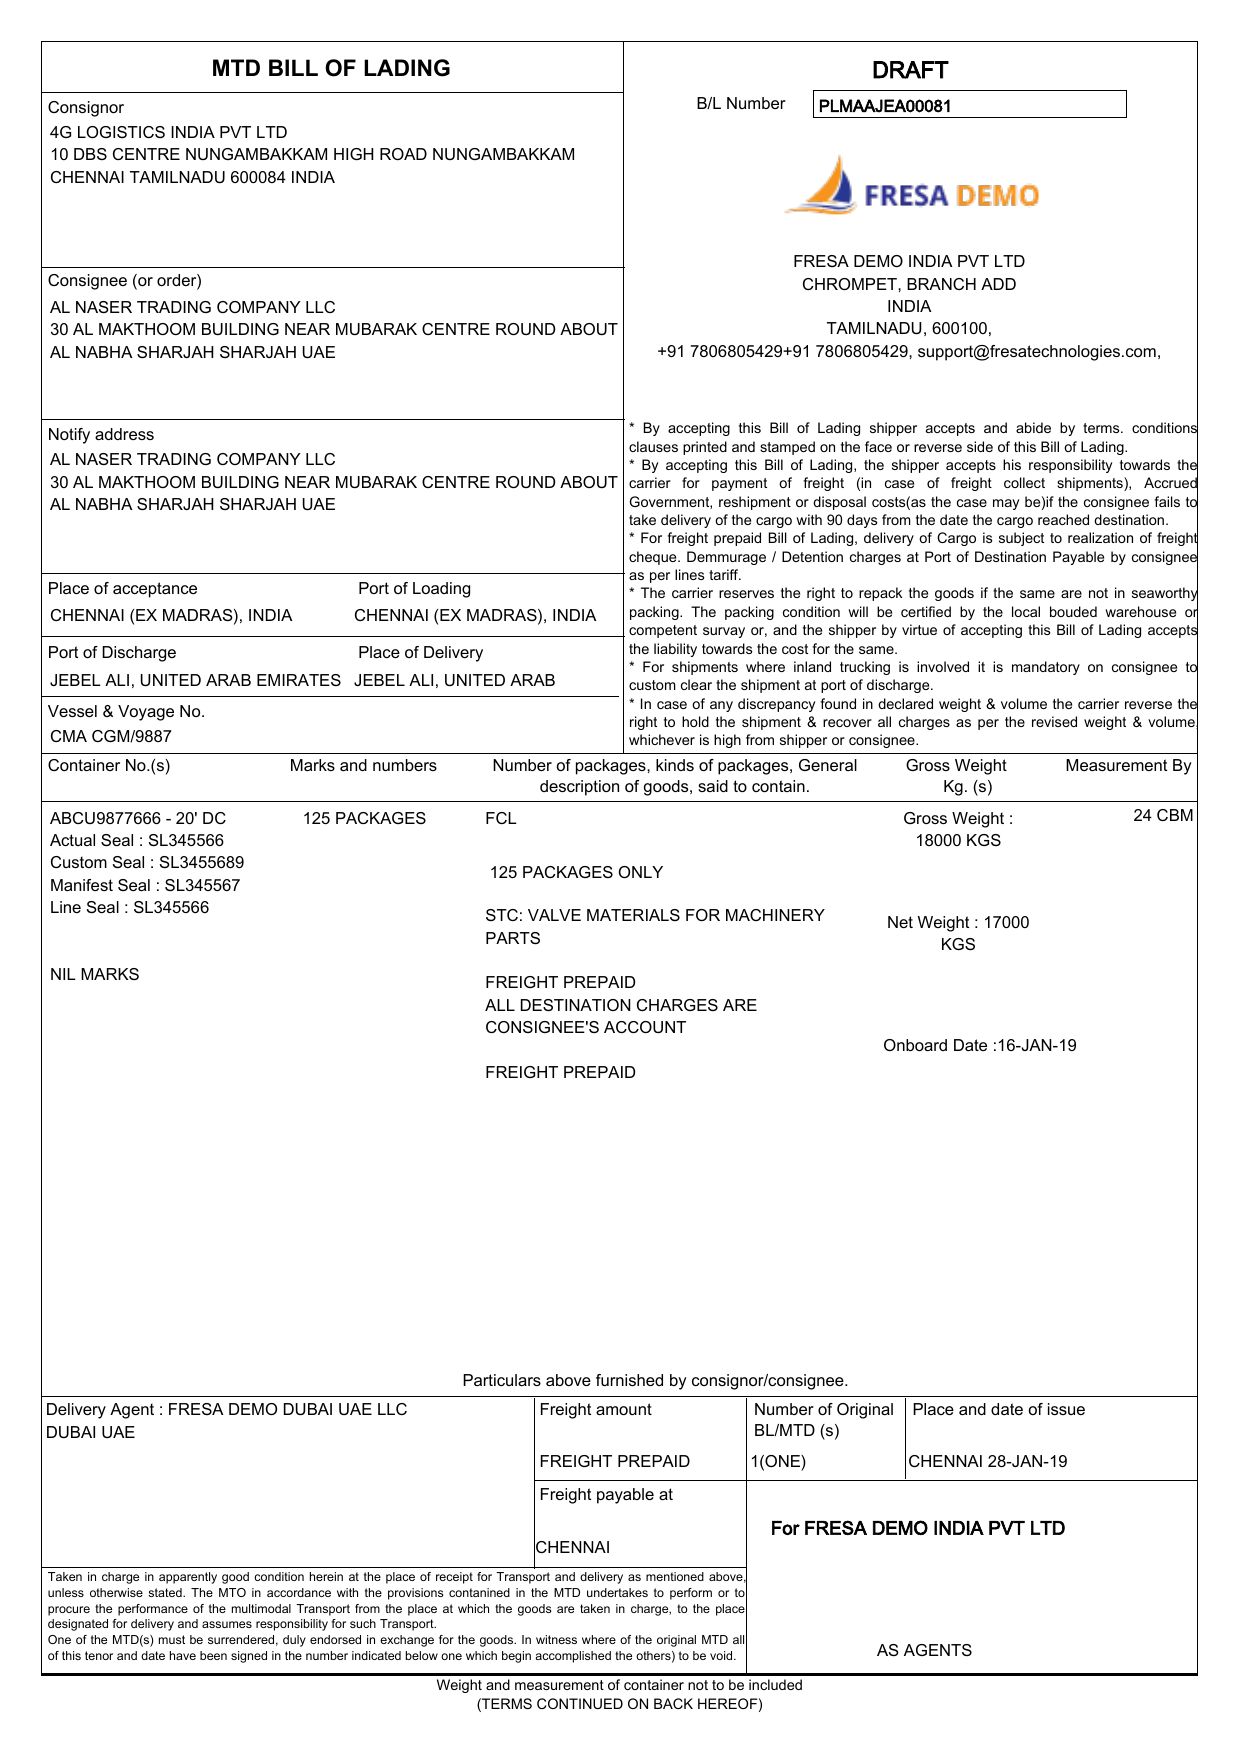 MTD BILL OF LADING
DRAFT
B/L Number
PLMAAJEA00081
Consignor
4G LOGISTICS INDIA PVT LTD
10 DBS CENTRE NUNGAMBAKKAM HIGH ROAD NUNGAMBAKKAM
CHENNAI TAMILNADU 600084 INDIA
FRESA DEMO
FRESA DEMO INDIA PVT LTD
CHROMPET, BRANCH ADD
INDIA
TAMILNADU, 600100,
+91 7806805429+91 7806805429, support@fresatechnologies.com,
Consignee (or order)
AL NASER TRADING COMPANY LLC
30 AL MAKTHOOM BUILDING NEAR MUBARAK CENTRE ROUND ABOUT
AL NABHA SHARJAH SHARJAH UAE
Notify address
AL NASER TRADING COMPANY LLC
30 AL MAKTHOOM BUILDING NEAR MUBARAK CENTRE ROUND ABOUT
AL NABHA SHARJAH SHARJAH UAE
* By accepting this Bill of Lading shipper accepts and abide by terms. conditions
clauses printed and stamped on the face or reverse side of this Bill of Lading.
* By accepting this Bill of Lading, the shipper accepts his responsibility towards the
carrier for payment of freight (in case of freight collect shipments), Accrued
Government, reshipment or disposal costs(as the case may be)if the consignee fails to
take delivery of the cargo with 90 days from the date the cargo reached destination.
* For freight prepaid Bill of Lading, delivery of Cargo is subject to realization of freight
cheque. Demmurage / Detention charges at Port of Destination Payable by consignee
as per lines tariff.
* The carrier reserves the right to repack the goods if the same are not in seaworthy
packing. The packing condition will be certified by the local bouded warehouse or
competent survay or, and the shipper by virtue of accepting this Bill of Lading accepts
the liability towards the cost for the same.
* For shipments where inland trucking is involved it is mandatory on consignee to
custom clear the shipment at port of discharge.
* In case of any discrepancy found in declared weight & volume the carrier reverse the
right to hold the shipment & recover all charges as per the revised weight & volume,
whichever is high from shipper or consignee.
Place of acceptance
Port of Loading
CHENNAI (EX MADRAS), INDIA
CHENNAI (EX MADRAS), INDIA
Port of Discharge
Place of Delivery
JEBEL ALI, UNITED ARAB EMIRATES
JEBEL ALI, UNITED ARAB
Vessel & Voyage No.
CMA CGM/9887
Container No.(s)
Marks and numbers
Number of packages, kinds of packages, General
description of goods, said to contain.
Gross Weight
Kg. (s)
Measurement By
ABCU9877666 - 20' DC
Actual Seal : SL345566
Custom Seal : SL3455689
Manifest Seal : SL345567
Line Seal : SL345566
NIL MARKS
125 PACKAGES
FCL
125 PACKAGES ONLY
STC: VALVE MATERIALS FOR MACHINERY
PARTS
FREIGHT PREPAID
ALL DESTINATION CHARGES ARE
CONSIGNEE'S ACCOUNT
FREIGHT PREPAID
Gross Weight :
18000 KGS
Net Weight : 17000
KGS
Onboard Date :16-JAN-19
24 CBM
Particulars above furnished by consignor/consignee.
Delivery Agent : FRESA DEMO DUBAI UAE LLC
DUBAI UAE
Freight amount
FREIGHT PREPAID
Number of Original
BL/MTD (s)
1(ONE)
Place and date of issue
CHENNAI 28-JAN-19
Freight payable at
CHENNAI
For FRESA DEMO INDIA PVT LTD
AS AGENTS
Taken in charge in apparently good condition herein at the place of receipt for Transport and delivery as mentioned above,
unless otherwise stated. The MTO in accordance with the provisions contanined in the MTD undertakes to perform or to
procure the performance of the multimodal Transport from the place at which the goods are taken in charge, to the place
designated for delivery and assumes responsibility for such Transport.
One of the MTD(s) must be surrendered, duly endorsed in exchange for the goods. In witness where of the original MTD all
of this tenor and date have been signed in the number indicated below one which begin accomplished the others) to be void.
Weight and measurement of container not to be included
(TERMS CONTINUED ON BACK HEREOF)